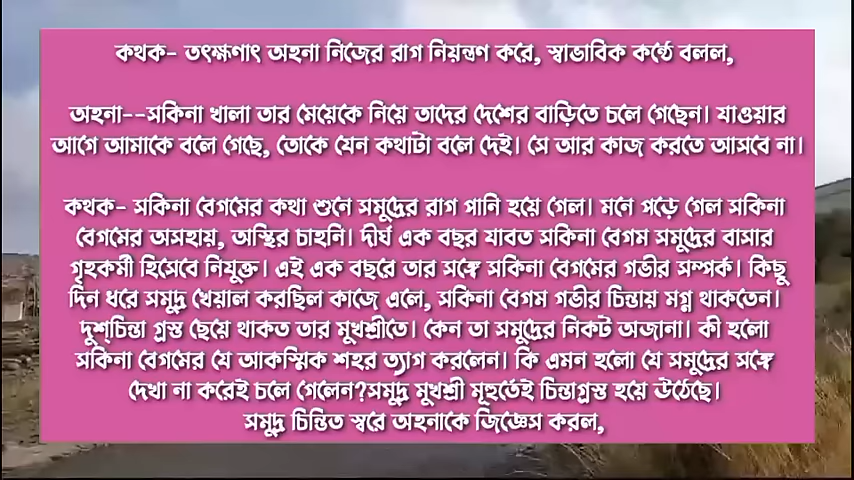 কথক- তৎক্ষণাৎ অহনা নিজের রাগ নিয়ন্ত্রণ করে, স্বাভাবিক কন্ঠে বলল,
অহনা--সকিনা খালা তার মেয়েকে নিয়ে তাদের দেশের বাড়িতে চলে গেছেন। যাওয়ার
আগে আমাকে বলে গেছে, তোকে যেন কথাটা বলে দেই। সে আর কাজ করতে আসবে না।
কথক- সকিনা বেগমের কথা শুনে সমুদ্রের রাগ পানি হয়ে গেল। মনে পড়ে গেল সকিনা
বেগমের অসহায়, অস্থির চাহনি। দীর্ঘ এক বছর যাবত সকিনা বেগম সমুদ্রের বাসার
গৃহকর্মী হিসেবে নিযুক্ত। এই এক বছরে তার সঙ্গে সকিনা বেগমের গভীর সম্পর্ক। কিছু
দিন ধরে সমুদ্র খেয়াল করছিল কাজে এলে, সকিনা বেগম গভীর চিন্তায় মগ্ন থাকতেন।
দুশ্চিন্তা গ্রস্ত ছেয়ে থাকত তার মুখশ্রীতে। কেন তা সমুদ্রের নিকট অজানা। কী হলো
সকিনা বেগমের যে আকস্মিক শহর ত্যাগ করলেন। কি এমন হলো যে সমুদ্রের সঙ্গে
দেখা না করেই চলে গেলেন?সমুদ্র মুখশ্রী মূহুর্তেই চিন্তাগ্রস্ত হয়ে উঠেছে।
সমুদ্র চিন্তিত স্বরে অহনাকে জিজ্ঞেস করল,